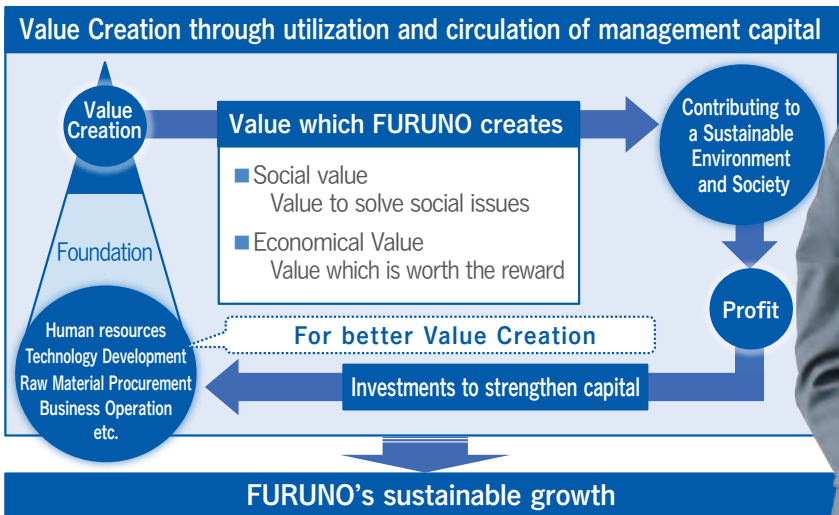 Value Creation through utilization and circulation of management capital
Value
Creation
Value which FURUNO creates
Social value
Value to solve social issues
Economical Value
Value which is worth the reward
Contributing to
a Sustainable
Environment
and Society
Foundation
Profit
Human resources
Technology Development
Raw Material Procurement
Business Operation
etc.
For better Value Creation
Investments to strengthen capital
FURUNO's sustainable growth